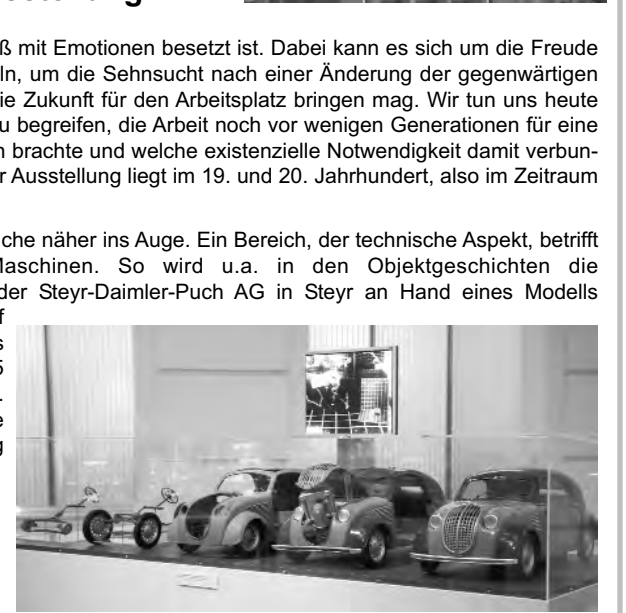 ß mit Emotionen besetzt ist. Dabei kann es sich um die Freude
ln, um die Sehnsucht nach einer Änderung der gegenwärtigen
ie Zukunft für den Arbeitsplatz bringen mag. Wir tun uns heute
u begreifen, die Arbeit noch vor wenigen Generationen für eine
n brachte und welche existenzielle Notwendigkeit damit verbun-
r Ausstellung liegt im 19. und 20. Jahrhundert, also im Zeitraum
che näher ins Auge. Ein Bereich, der technische Aspekt, betrifft
Maschinen. So wird u.a. in den Objektgeschichten die
der Steyr-Daimler-Puch AG in Steyr an Hand eines Modells
f
s
5
.
e
g